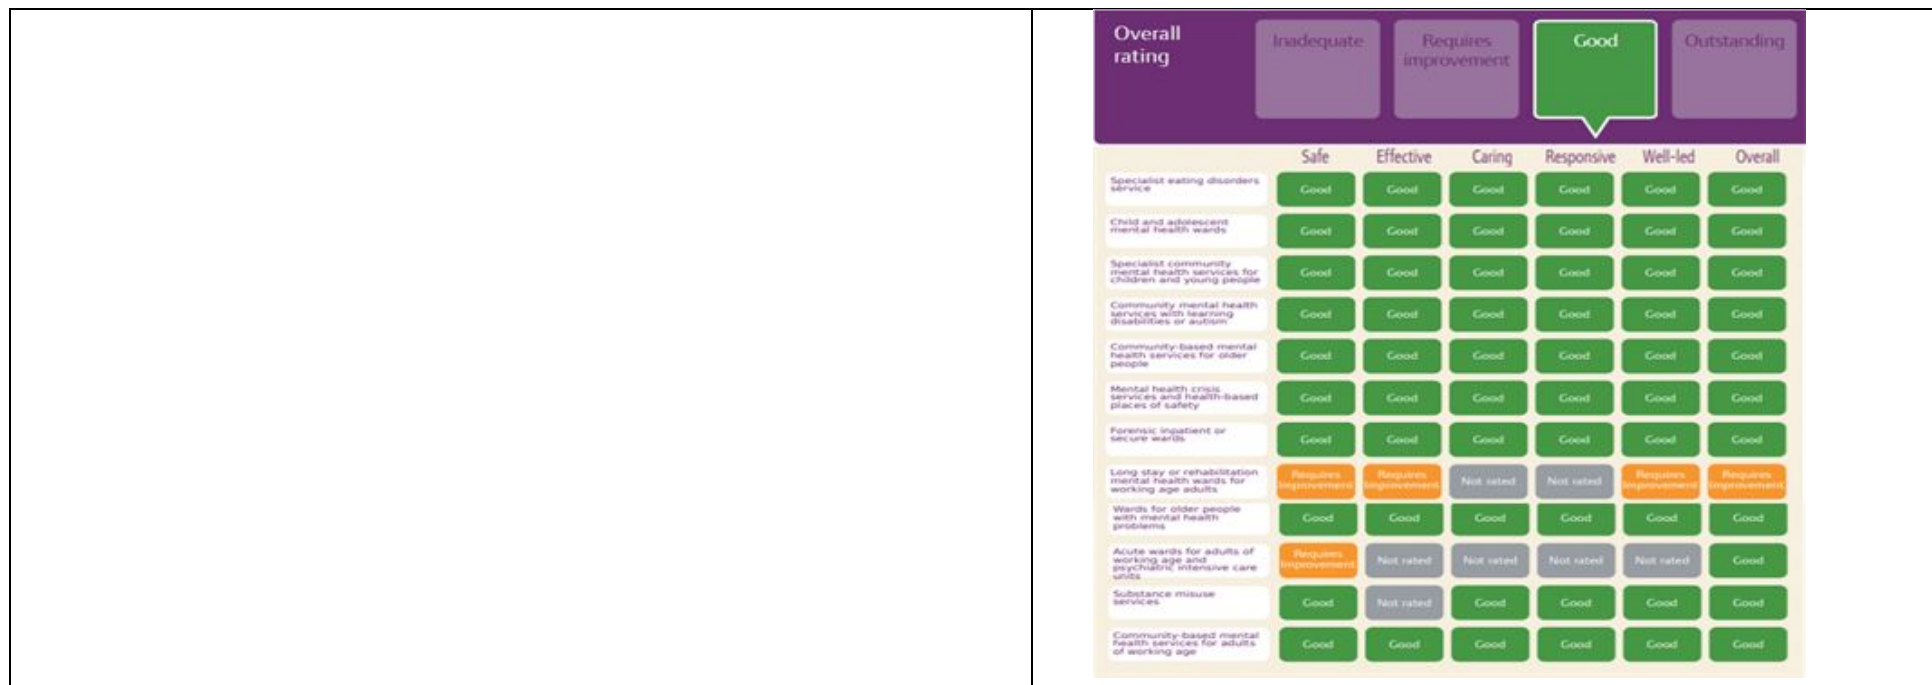 Overall
rating
Inadequate
Requires
improvement
Good
Outstanding
Safe Effective Caring Responsive Well-led Overall
Specialist eating disorders
service
Good Good Good Good Good Good
Child and adolescent
mental health wards
Good Good Good Good Good Good
Specialist community
mental health services for
children and young people
Good Good Good Good Good Good
Community mental health
services with learning
disabilities or autism
Good Good Good Good Good Good
Community-based mental
health services for older
people
Good Good Good Good Good Good
Mental health crisis
services and health-based
places of safety
Good Good Good Good Good Good
Forensic inpatient or
secure wards
Good Good Good Good Good Good
Long stay or rehabilitation
mental health wards for
working age adults
Requires
Improvement
Requires
Improvement
Not rated Not rated
Requires
Improvement
Requires
Improvement
Wards for older people
with mental health
problems
Good Good Good Good Good Good
Acute wards for adults of
working age and
psychiatric intensive care
units
Requires
Improvement
Not rated Not rated Not rated Not rated Good
Substance misuse
services
Good Not rated Good Good Good Good
Community-based mental
health services for adults
of working age
Good Good Good Good Good Good